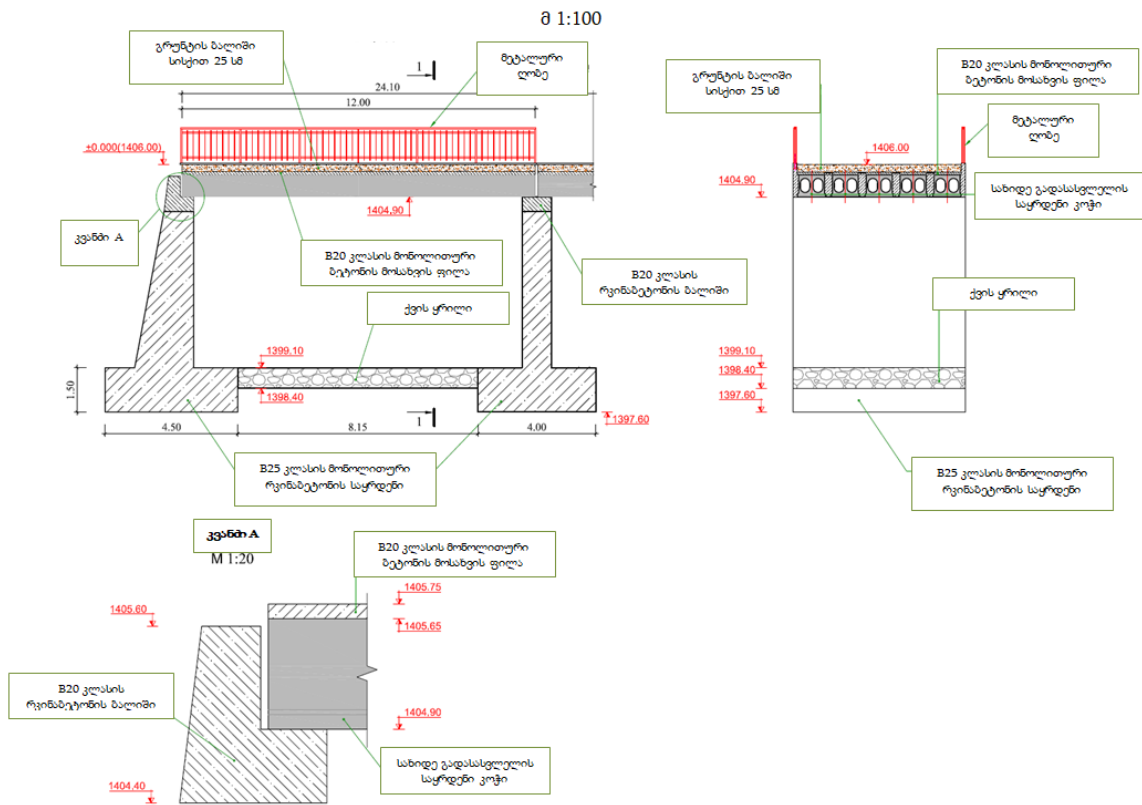 მ 1:100
გრუნტის ბალიში
სისქით 25 სმ
მეტალური
ღობე
1
24.10
12.00
±0.000(1406.00)
1404.90
კვანძი A
B20 კლასის მონოლითური
ბეტონის მოსახვის ფილა
B20 კლასის
რკინაბეტონის ბალიში
ქვის ყრილი
1399.10
1398.40
1.50
1
1397.60
4.50
8.15
4.00
B25 კლასის მონოლითური
რკინაბეტონის საყრდენი
გრუნტის ბალიში
სისქით 25 სმ
B20 კლასის მონოლითური
ბეტონის მოსახვის ფილა
მეტალური
ღობე
1406.00
1404.90
სახიდე გადასასვლელის
საყრდენი კოჭი
ქვის ყრილი
1399.10
1398.40
1397.60
B25 კლასის მონოლითური
რკინაბეტონის საყრდენი
კვანძი A
M 1:20
B20 კლასის მონოლითური
ბეტონის მოსახვის ფილა
1405.75
1405.60
1405.65
B20 კლასის
რკინაბეტონის ბალიში
1404.90
1404.40
სახიდე გადასასვლელის
საყრდენი კოჭი